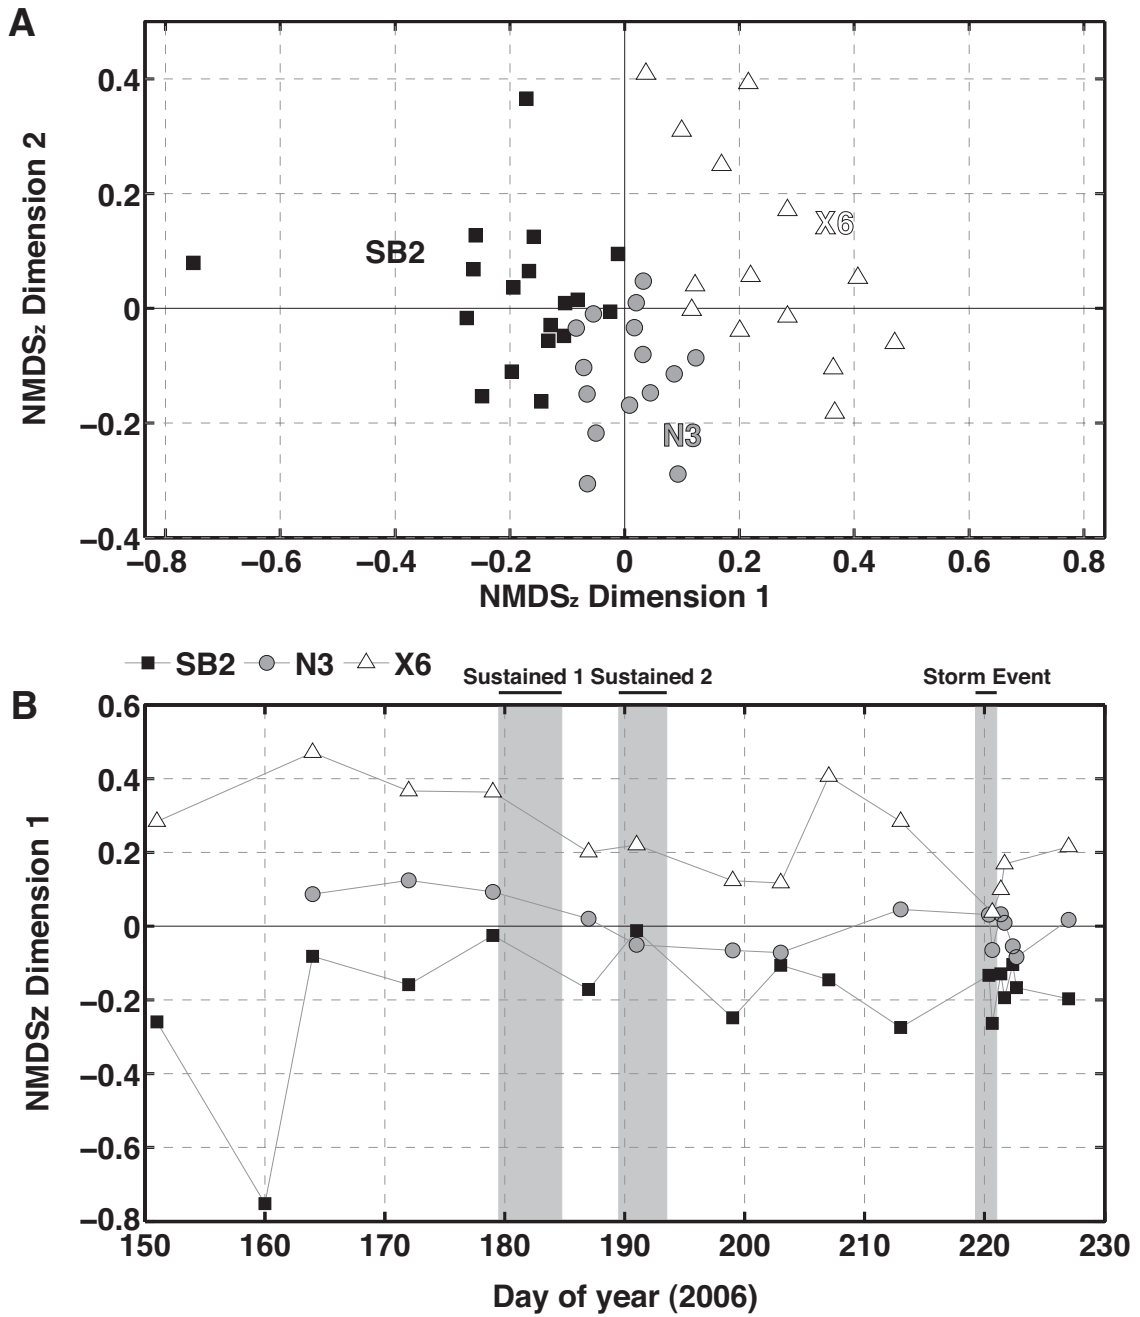 A
0.4
0.2
0
−0.2
−0.4
NMDSz Dimension 2
SB2
X6
N3
−0.8 −0.6 −0.4 −0.2 0 0.2 0.4 0.6 0.8
NMDSz Dimension 1
SB2 N3 X6
Sustained 1 Sustained 2 Storm Event
B
0.6
0.4
0.2
0
−0.2
−0.4
−0.6
−0.8
NMDSz Dimension 1
150 160 170 180 190 200 210 220 230
Day of year (2006)